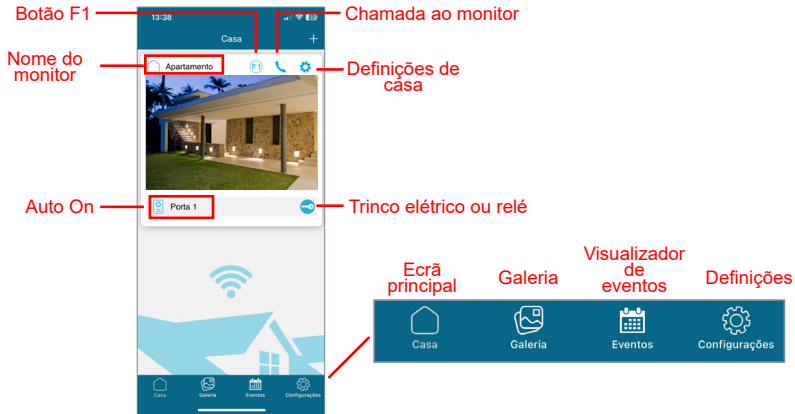 Botão F1
Chamada ao monitor
13:38
Casa
+
Nome do
monitor
Apartamento
F1
Definições de
casa
Auto On
Porta 1
Trinco elétrico ou relé
Ecrã
principal
Galeria
Visualizador
de
eventos
Definições
Casa
Galeria
Eventos
Configurações
Casa
Galeria
Eventos
Configurações